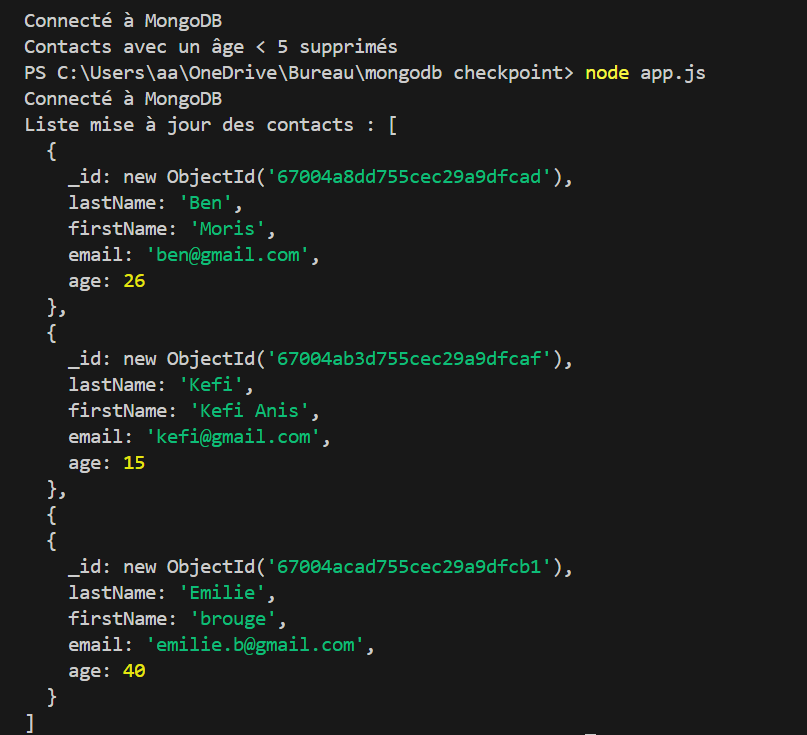 Connecté à MongoDB
Contacts avec un âge < 5 supprimés
PS C:\Users\aa\OneDrive\Bureau\mongodb checkpoint> node app.js
Connecté à MongoDB
Liste mise à jour des contacts : [
  {
    _id: new ObjectId('67004a8dd755cec29a9dfcad'),
    lastName: 'Ben',
    firstName: 'Moris',
    email: 'ben@gmail.com',
    age: 26
  },
  {
    _id: new ObjectId('67004ab3d755cec29a9dfcaf'),
    lastName: 'Kefi',
    firstName: 'Kefi Anis',
    email: 'kefi@gmail.com',
    age: 15
  },
  {
  {
    _id: new ObjectId('67004acad755cec29a9dfcb1'),
    lastName: 'Emilie',
    firstName: 'brouge',
    email: 'emilie.b@gmail.com',
    age: 40
  }
]